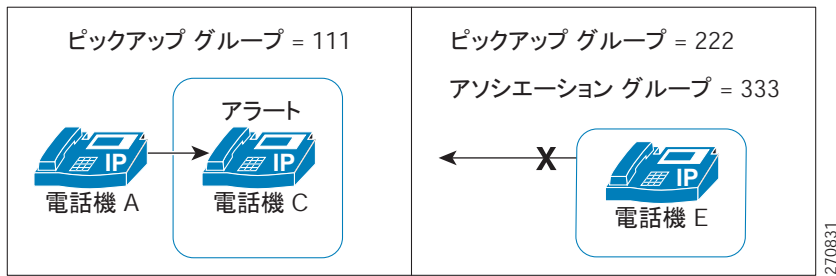 ピックアップ グループ = 111
アラート
IP
電話機 A
IP
電話機 C
ピックアップ グループ = 222
アソシエーション グループ = 333
X
IP
電話機 E
270831